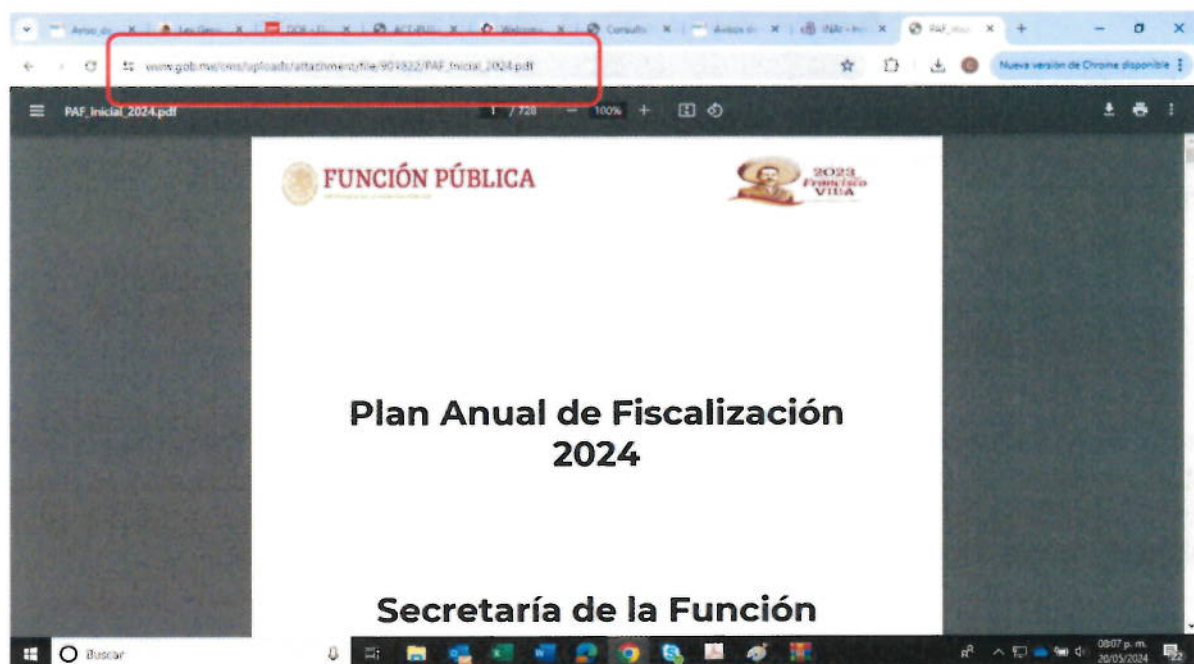 www.gob.mx/cms/uploads/attachment/file/901822/PAF_Inicial_2024.pdf
Nueva versión de Chrome disponible
PAF_Inicial_2024.pdf
1 / 728
100%
FUNCIÓN PÚBLICA
2023
Francisco
VILLA
Plan Anual de Fiscalización
2024
Secretaría de la Función
Buscar
08:07 p. m.
20/05/2024